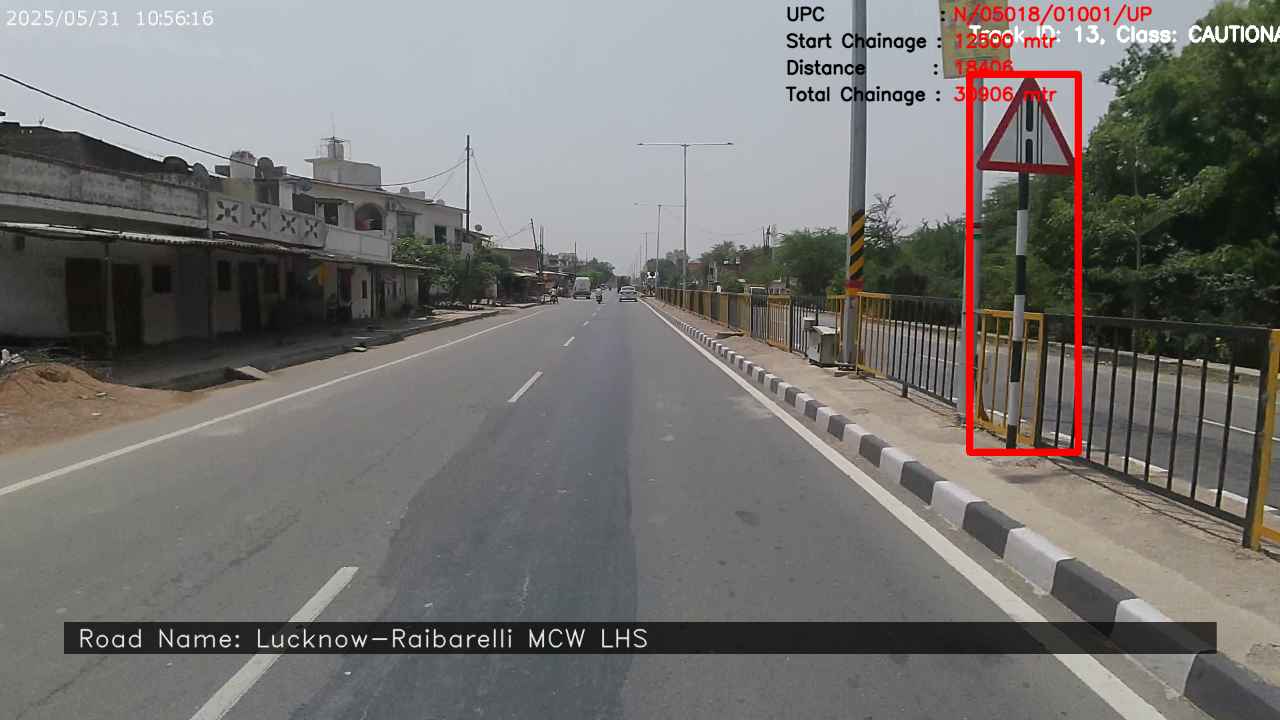 2025/05/31 10:56:16
UPC : N/05018/01001/UP
Track ID: 13, Class: CAUTIONA
Start Chainage : 12500 mtr
Distance : 18406
Total Chainage : 30906 mtr
Road Name: Lucknow-Raibarelli MCW LHS